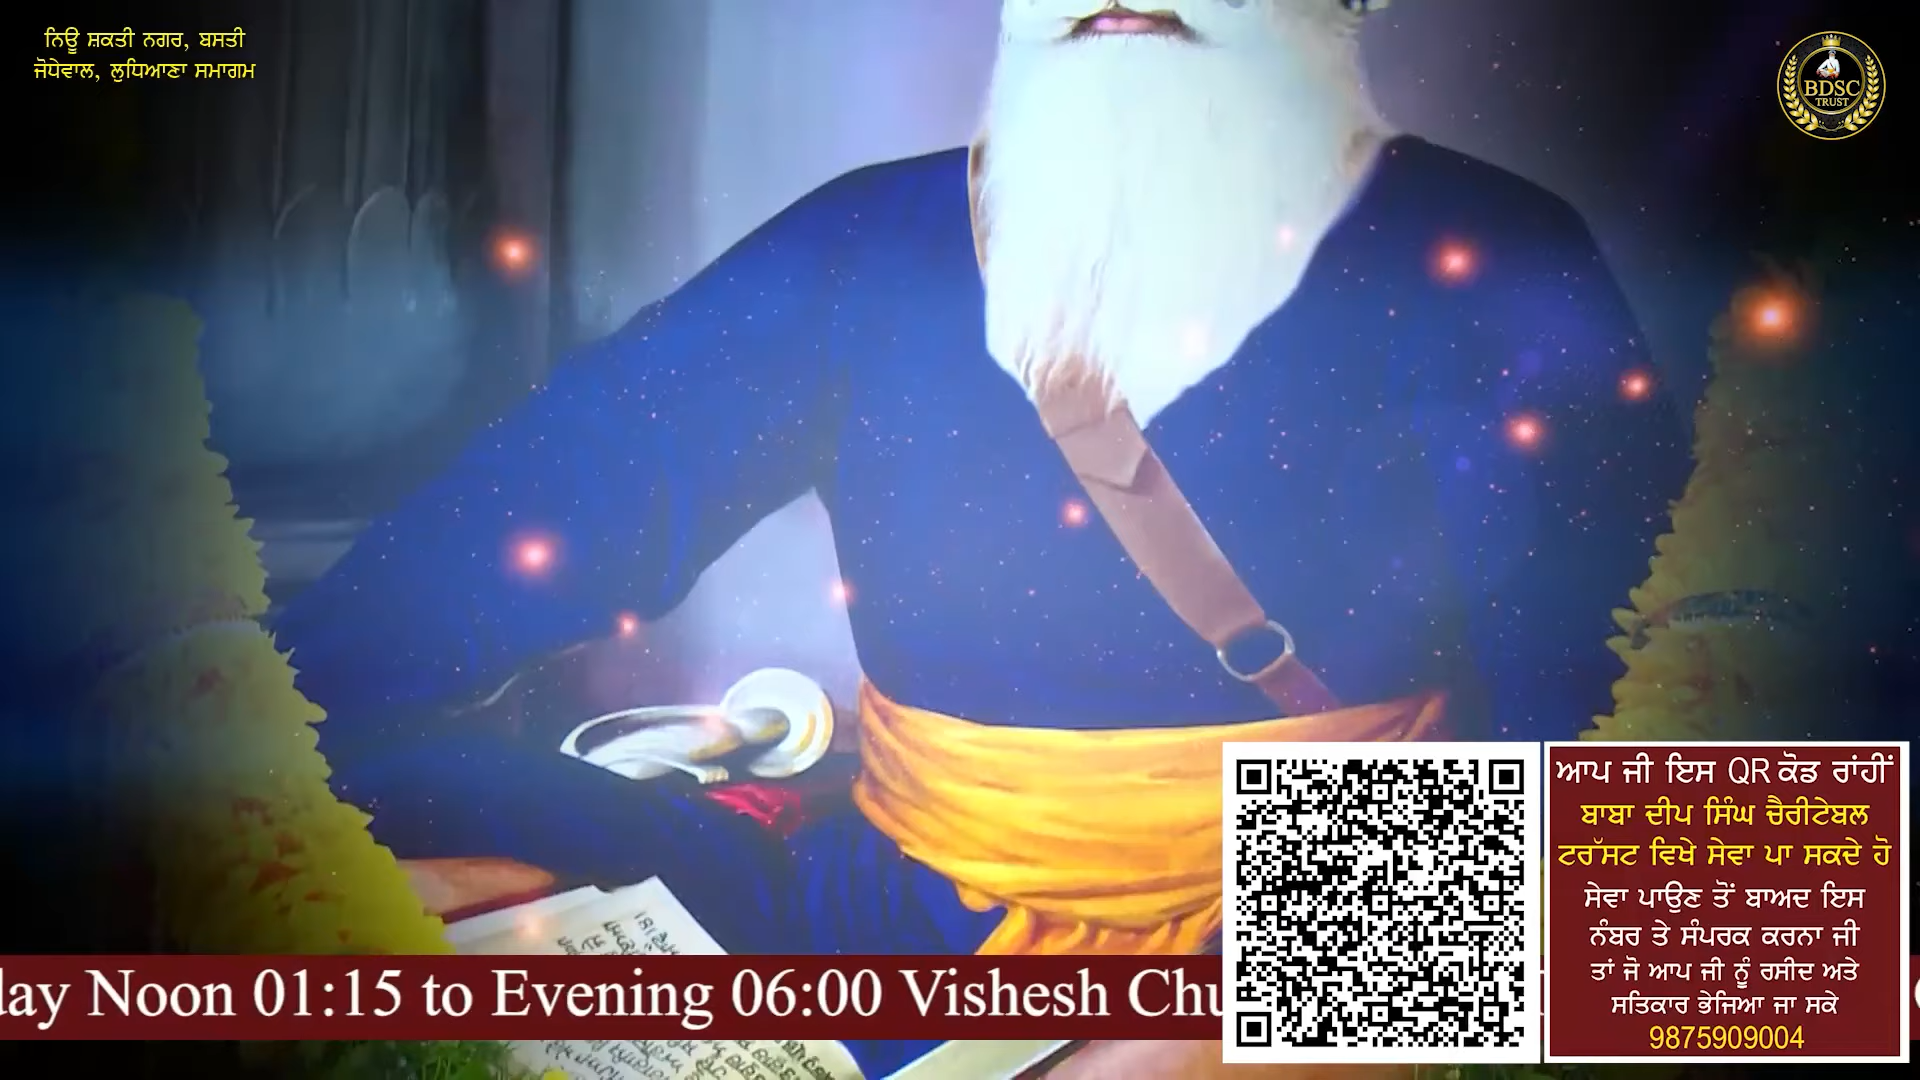 ਨਿਊ ਸ਼ਕਤੀ ਨਗਰ, ਬਸਤੀ
ਜੋਧੇਵਾਲ, ਲੁਧਿਆਣਾ ਸਮਾਗਮ
BDSC
TRUST
ਆਪ ਜੀ ਇਸ QR ਕੋਡ ਰਾਂਹੀਂ
ਬਾਬਾ ਦੀਪ ਸਿੰਘ ਚੈਰੀਟੇਬਲ
ਟਰੱਸਟ ਵਿਖੇ ਸੇਵਾ ਪਾ ਸਕਦੇ ਹੋ
ਸੇਵਾ ਪਾਉਣ ਤੋਂ ਬਾਅਦ ਇਸ
ਨੰਬਰ ਤੇ ਸੰਪਰਕ ਕਰਨਾ ਜੀ
ਤਾਂ ਜੋ ਆਪ ਜੀ ਨੂੰ ਰਸੀਦ ਅਤੇ
ਸਤਿਕਾਰ ਭੇਜਿਆ ਜਾ ਸਕੇ
9875909004
day Noon 01:15 to Evening 06:00 Vishesh Chu